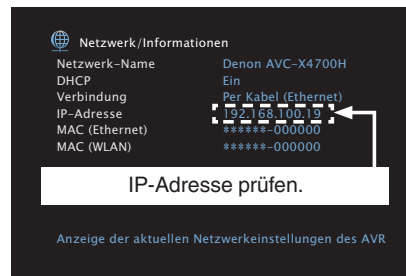 Netzwerk/Informationen
Netzwerk-Name Denon AVC-X4700H
DHCP Ein
Verbindung Per Kabel (Ethernet)
IP-Adresse 192.168.100.19
MAC (Ethernet) ******-000000
MAC (WLAN) ******-000000
IP-Adresse prüfen.
Anzeige der aktuellen Netzwerkeinstellungen des AVR